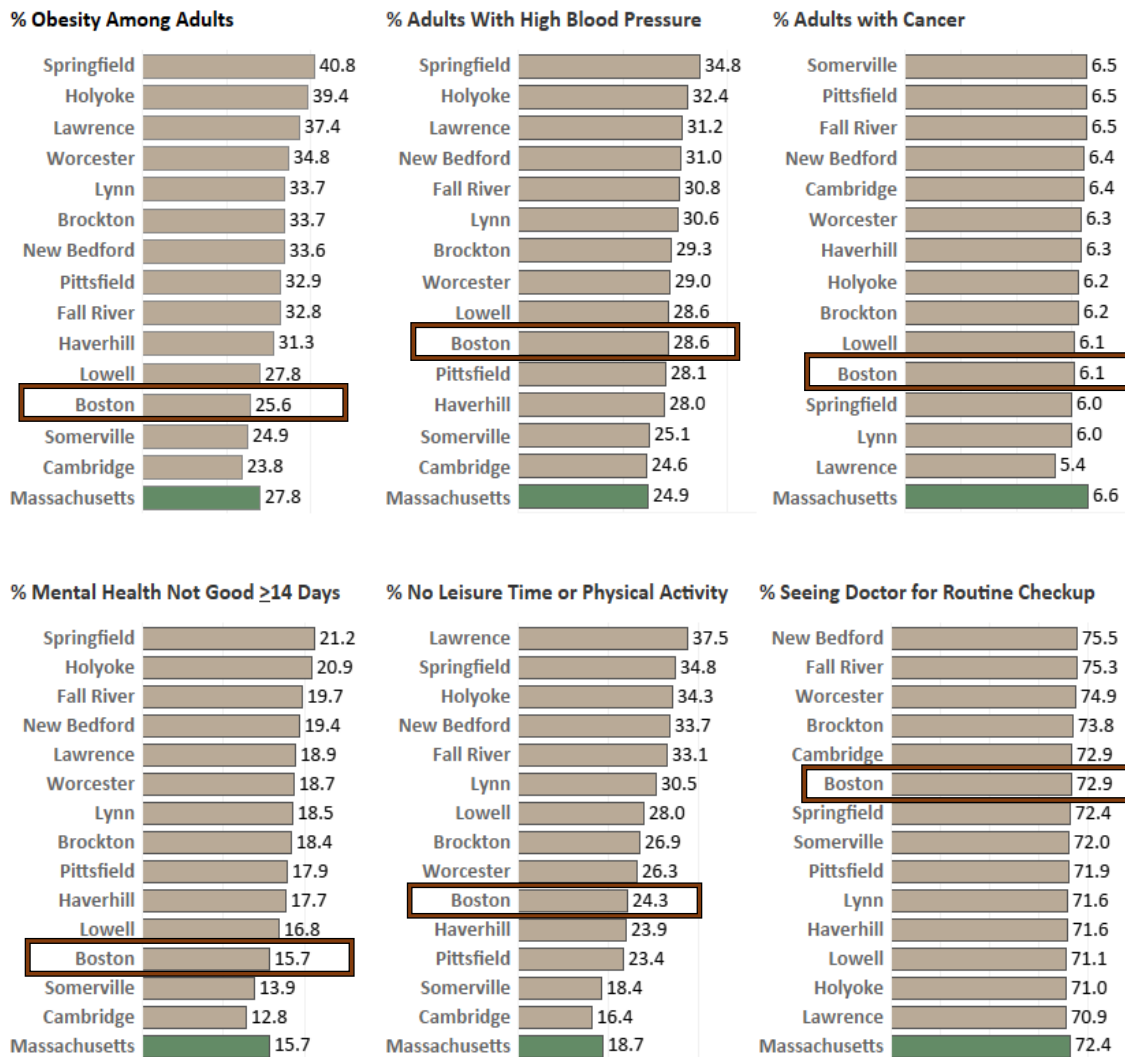 % Obesity Among Adults
Springfield 40.8
Holyoke 39.4
Lawrence 37.4
Worcester 34.8
Lynn 33.7
Brockton 33.7
New Bedford 33.6
Pittsfield 32.9
Fall River 32.8
Haverhill 31.3
Lowell 27.8
Boston 25.6
Somerville 24.9
Cambridge 23.8
Massachusetts 27.8
% Adults With High Blood Pressure
Springfield 34.8
Holyoke 32.4
Lawrence 31.2
New Bedford 31.0
Fall River 30.8
Lynn 30.6
Brockton 29.3
Worcester 29.0
Lowell 28.6
Boston 28.6
Pittsfield 28.1
Haverhill 28.0
Somerville 25.1
Cambridge 24.6
Massachusetts 24.9
% Adults with Cancer
Somerville 6.5
Pittsfield 6.5
Fall River 6.5
New Bedford 6.4
Cambridge 6.4
Worcester 6.3
Haverhill 6.3
Holyoke 6.2
Brockton 6.2
Lowell 6.1
Boston 6.1
Springfield 6.0
Lynn 6.0
Lawrence 5.4
Massachusetts 6.6
% Mental Health Not Good ≥14 Days
Springfield 21.2
Holyoke 20.9
Fall River 19.7
New Bedford 19.4
Lawrence 18.9
Worcester 18.7
Lynn 18.5
Brockton 18.4
Pittsfield 17.9
Haverhill 17.7
Lowell 16.8
Boston 15.7
Somerville 13.9
Cambridge 12.8
Massachusetts 15.7
% No Leisure Time or Physical Activity
Lawrence 37.5
Springfield 34.8
Holyoke 34.3
New Bedford 33.7
Fall River 33.1
Lynn 30.5
Lowell 28.0
Brockton 26.9
Worcester 26.3
Boston 24.3
Haverhill 23.9
Pittsfield 23.4
Somerville 18.4
Cambridge 16.4
Massachusetts 18.7
% Seeing Doctor for Routine Checkup
New Bedford 75.5
Fall River 75.3
Worcester 74.9
Brockton 73.8
Cambridge 72.9
Boston 72.9
Springfield 72.4
Somerville 72.0
Pittsfield 71.9
Lynn 71.6
Haverhill 71.6
Lowell 71.1
Holyoke 71.0
Lawrence 70.9
Massachusetts 72.4